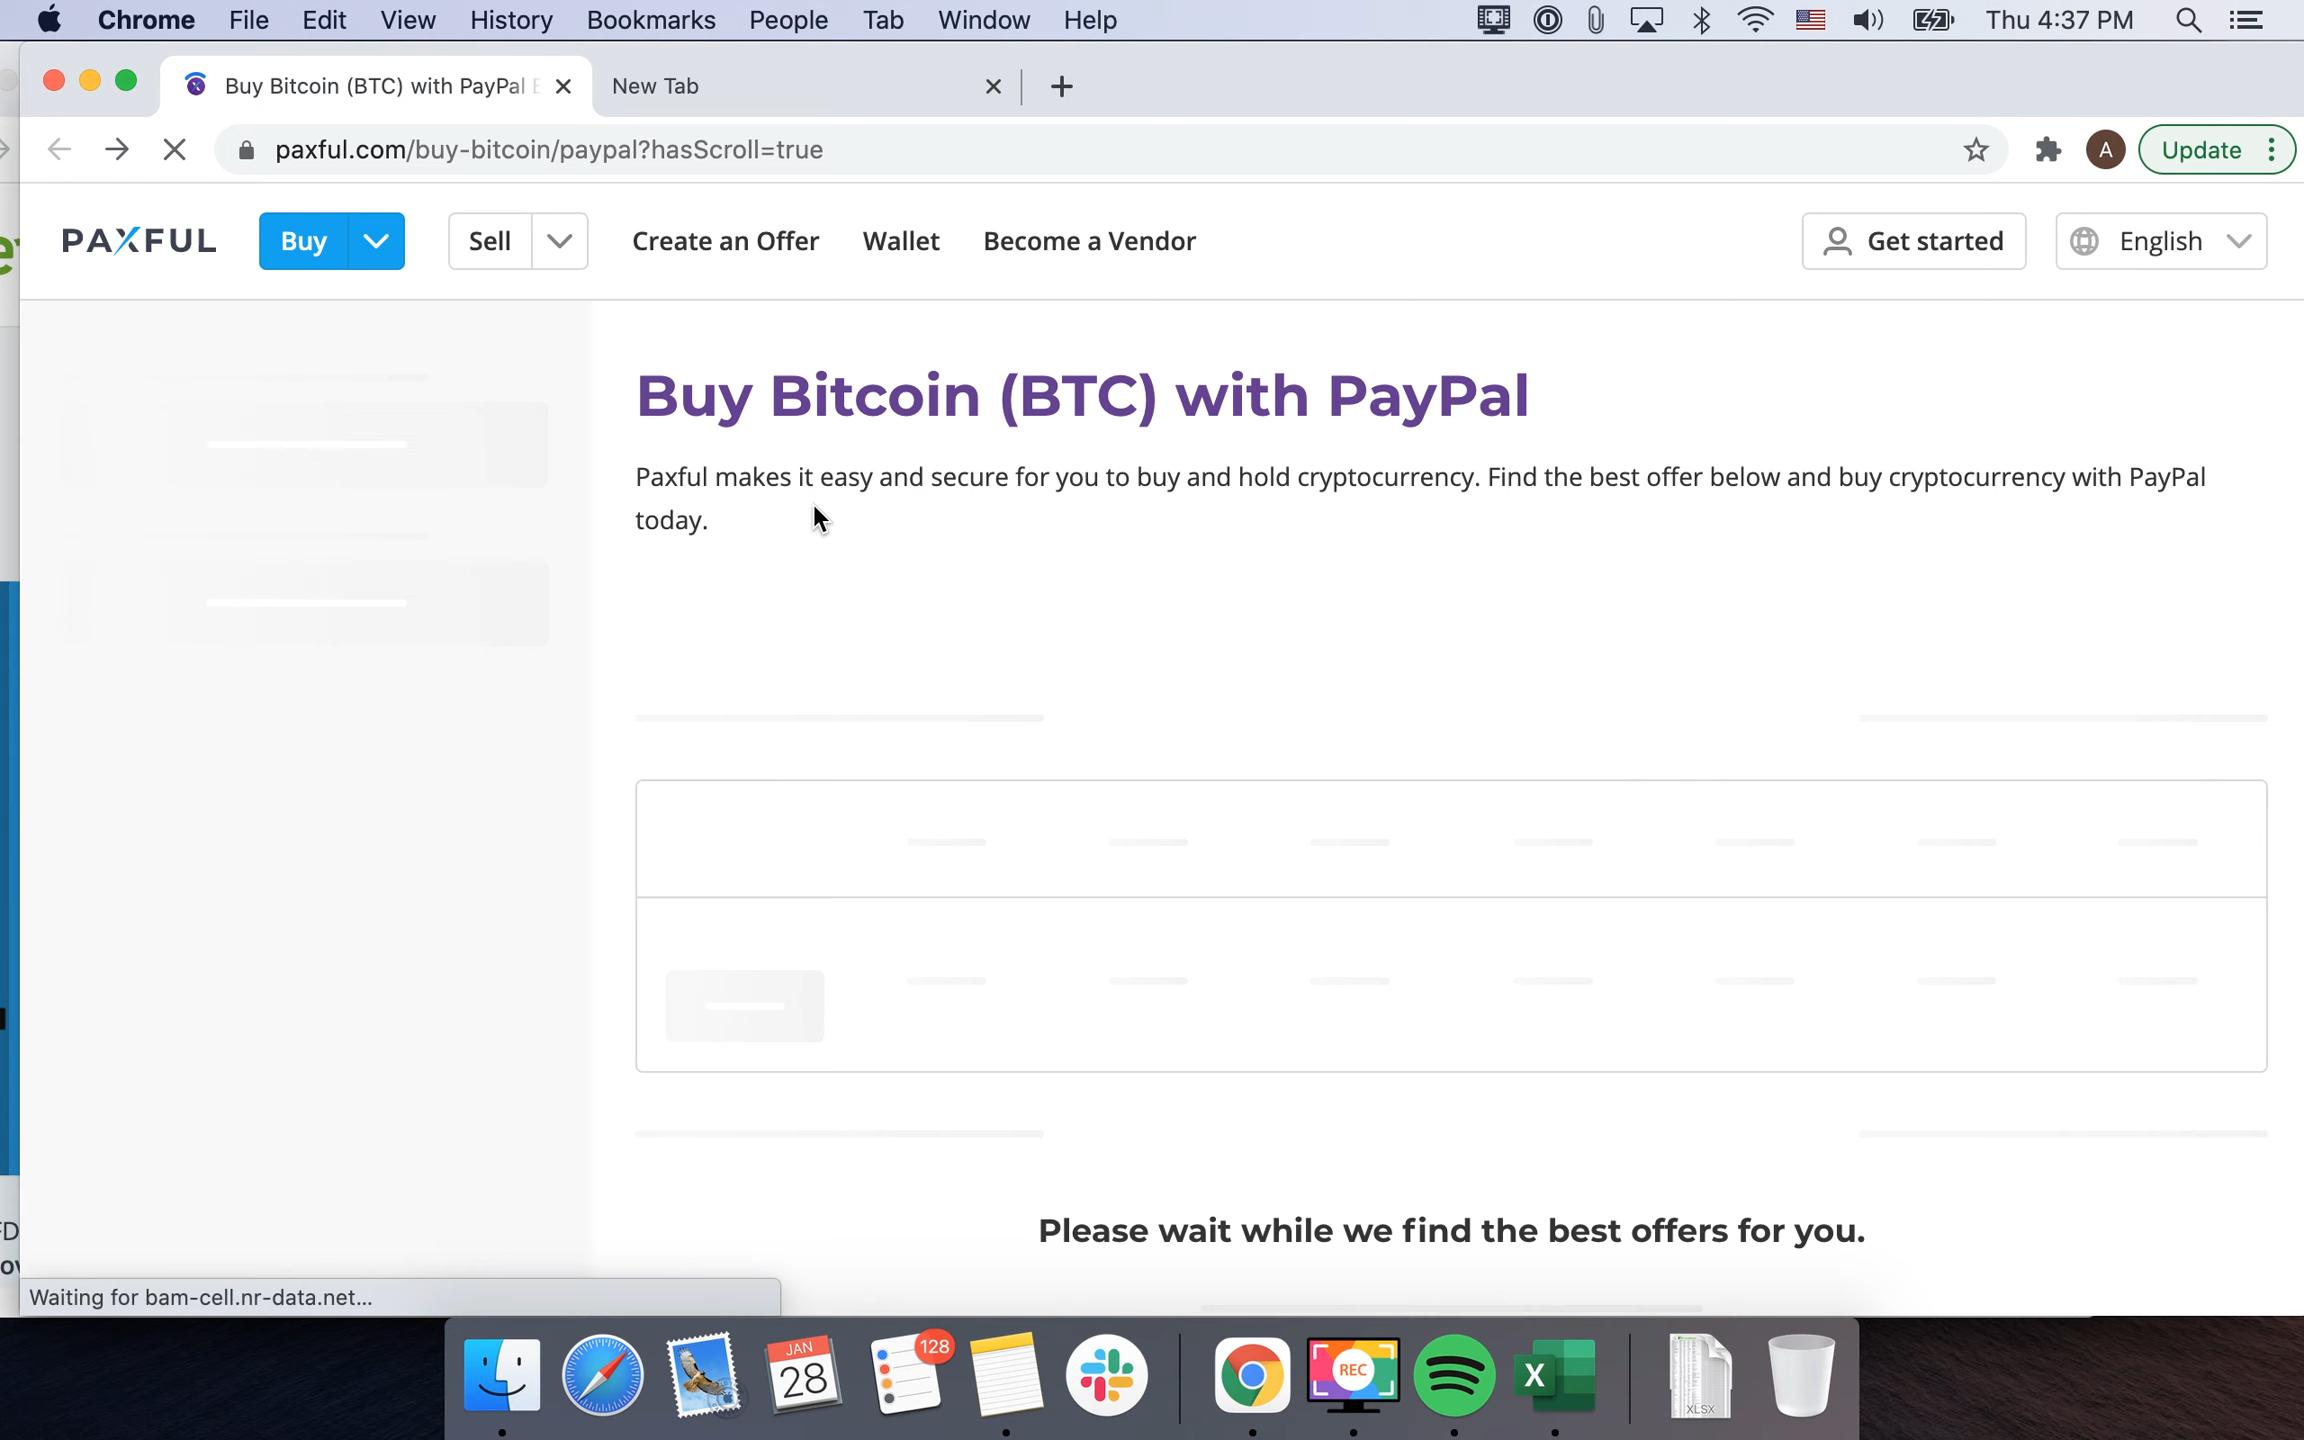 Chrome File Edit View History Bookmarks People Tab Window Help Thu 4:37 PM
Buy Bitcoin (BTC) with PayPal New Tab
paxful.com/buy-bitcoin/paypal?hasScroll=true A Update
PAXFUL Buy Sell Create an Offer Wallet Become a Vendor Get started English
Buy Bitcoin (BTC) with PayPal
Paxful makes it easy and secure for you to buy and hold cryptocurrency. Find the best offer below and buy cryptocurrency with PayPal
today.
Please wait while we find the best offers for you.
Waiting for bam-cell.nr-data.net...
JAN
28
128
REC
X
XLSX